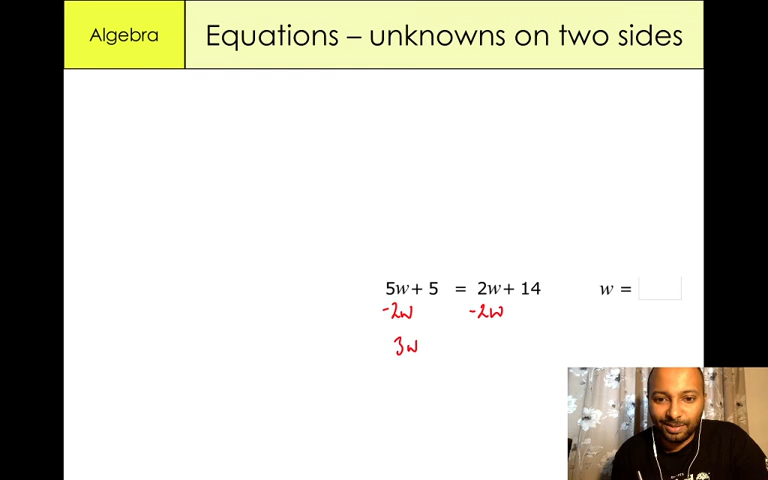 Algebra
Equations – unknowns on two sides
5w + 5 = 2w + 14 w =
-2w -2w
3w